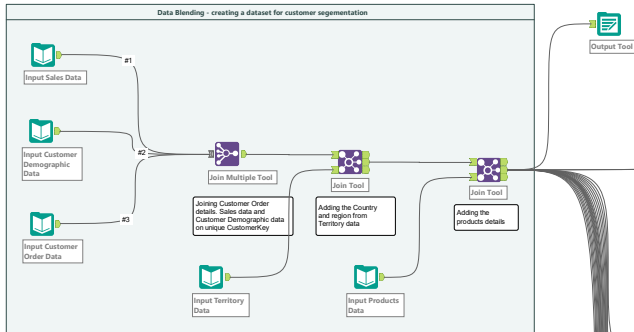 Data Blending - creating a dataset for customer segementation
Output Tool
#1
Input Sales Data
Input Customer
Demographic
Data
#2
Join Multiple Tool
Join Tool
Join Tool
#3
Input Customer
Order Data
Joining Customer Order
details. Sales data and
Customer Demographic data
on unique CustomerKey
Adding the Country
and region from
Territory data
Adding the
products details
Input Territory
Data
Input Products
Data